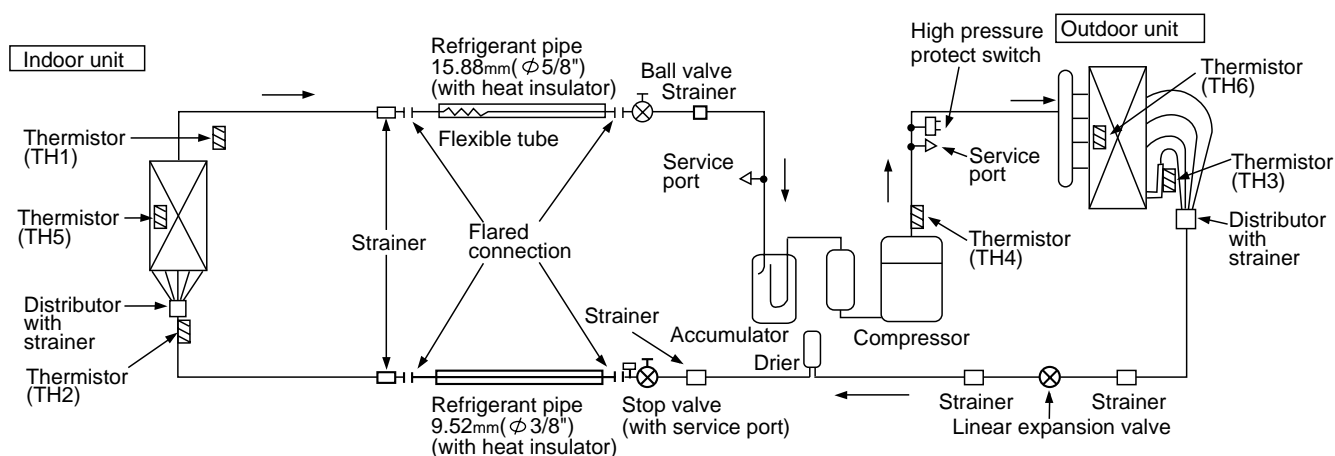 Indoor unit
Refrigerant pipe
15.88mm( Φ 5/8")
(with heat insulator)
Flexible tube
Ball valve
Strainer
High pressure
protect switch
Outdoor unit
Thermistor
(TH6)
Thermistor
(TH1)
Service
port
Service
port
Thermistor
(TH3)
Thermistor
(TH5)
Strainer
Flared
connection
Thermistor
(TH4)
Distributor
with
strainer
Distributor
with
strainer
Strainer
Accumulator
Compressor
Drier
Thermistor
(TH2)
Refrigerant pipe
9.52mm( Φ 3/8")
(with heat insulator)
Stop valve
(with service port)
Strainer
Strainer
Linear expansion valve